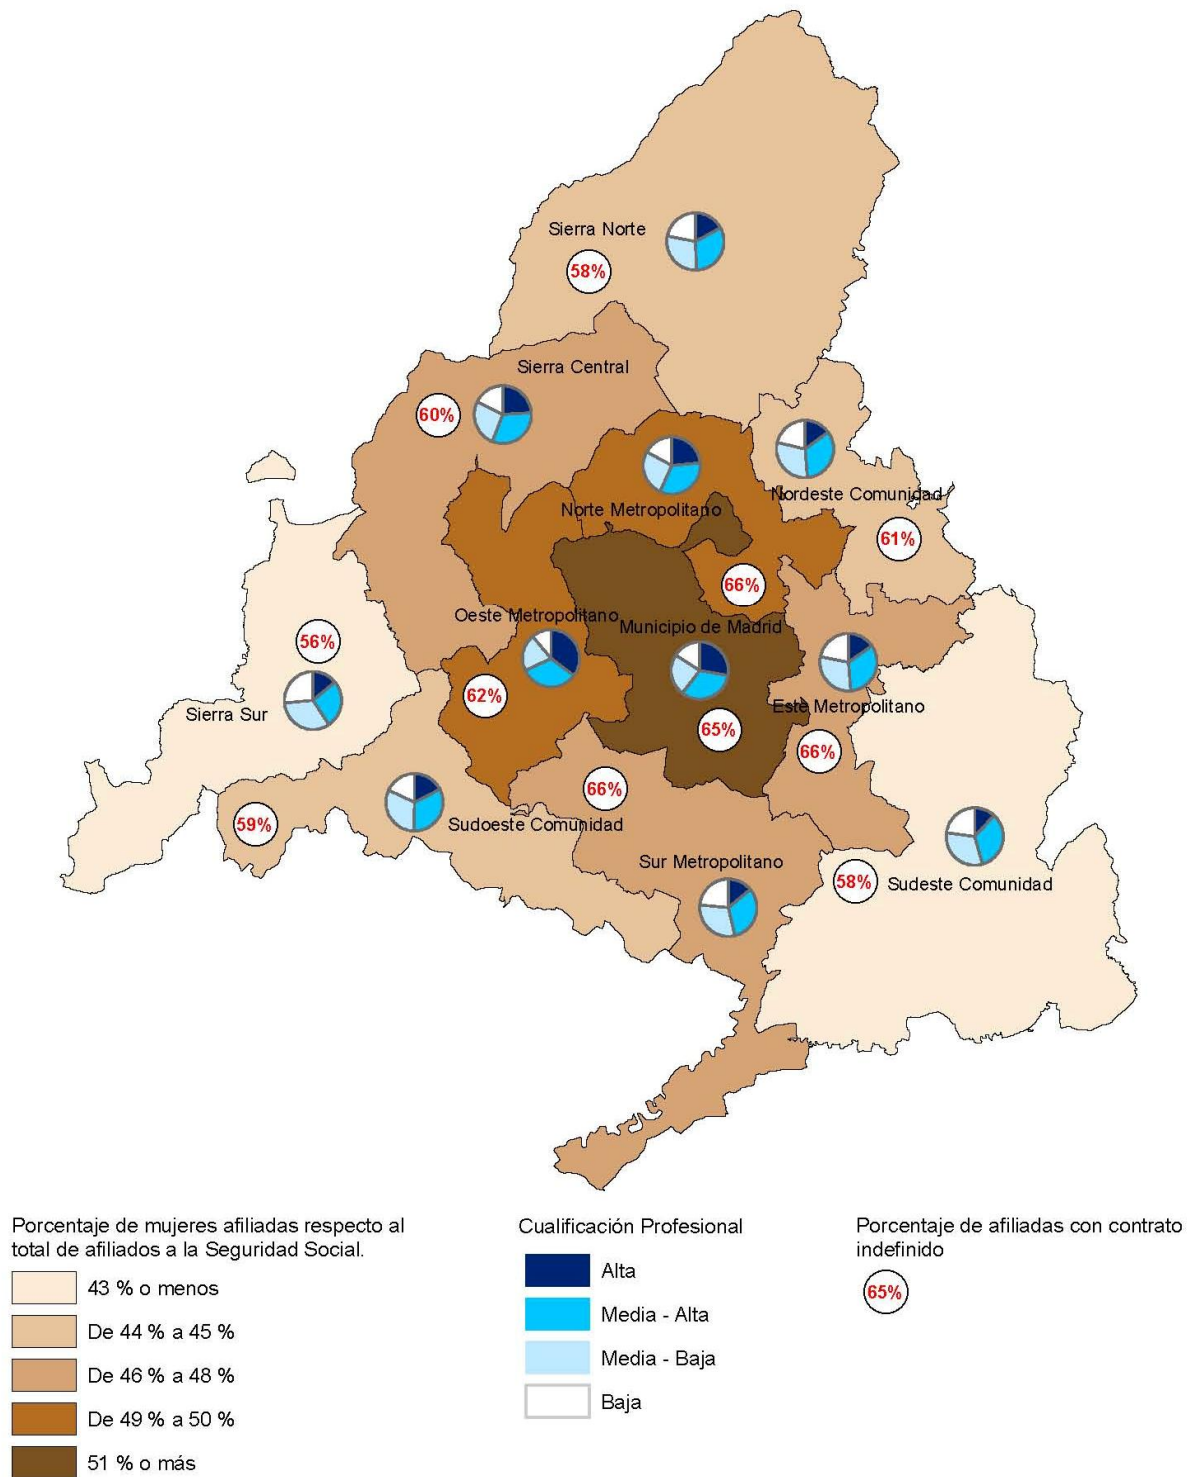 Sierra Norte
58%
Sierra Central
60%
Nordeste Comunidad
Norte Metropolitano
61%
66%
Oeste Metropolitano
Municipio de Madrid
56%
62%
Sierra Sur
Este Metropolitano
65%
66%
66%
59%
Sudoeste Comunidad
Sur Metropolitano
58%
Sudeste Comunidad
Porcentaje de mujeres afiliadas respecto al
total de afiliados a la Seguridad Social.
43 % o menos
De 44 % a 45 %
De 46 % a 48 %
De 49 % a 50 %
51 % o más
Cualificación Profesional
Alta
Media - Alta
Media - Baja
Baja
Porcentaje de afiliadas con contrato
indefinido
65%